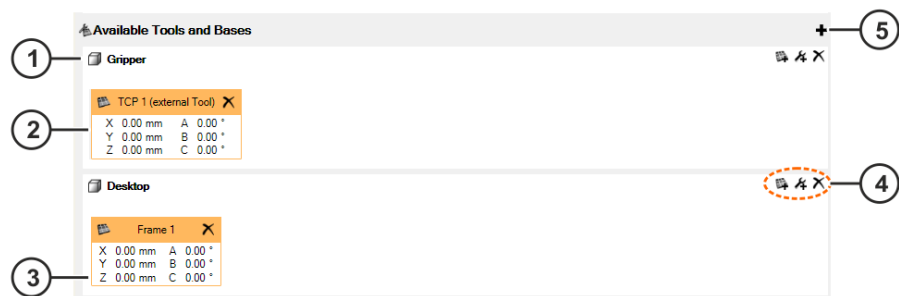 Available Tools and Bases
5
1
Gripper
TCP 1 (external Tool)
2
X 0.00 mm A 0.00 °
Y 0.00 mm B 0.00 °
Z 0.00 mm C 0.00 °
Desktop
4
Frame 1
X 0.00 mm A 0.00 °
Y 0.00 mm B 0.00 °
3
Z 0.00 mm C 0.00 °